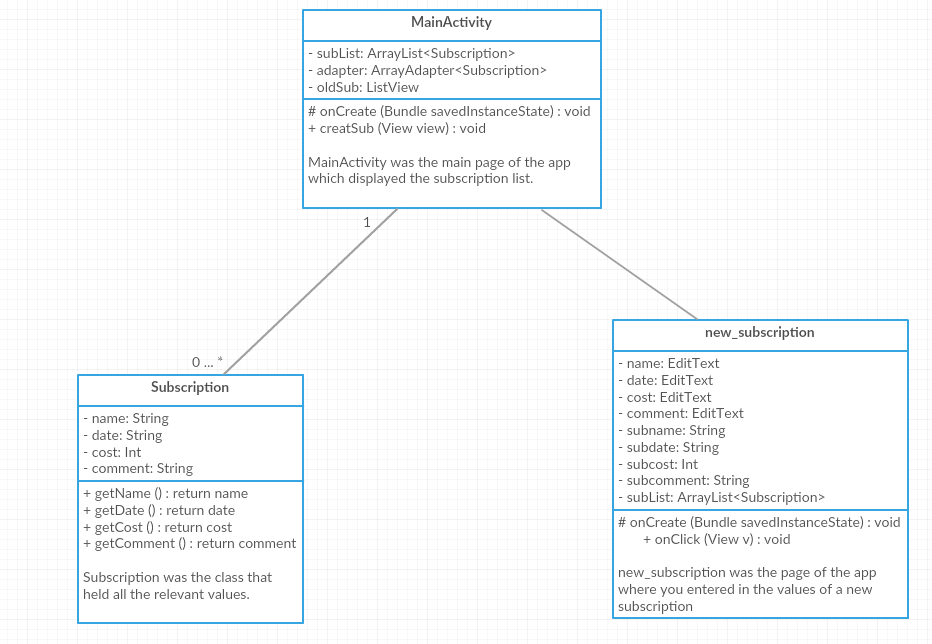 MainActivity
- subList: ArrayList<Subscription>
- adapter: ArrayAdapter<Subscription>
- oldSub: ListView
# onCreate (Bundle savedInstanceState) : void
+ creatSub (View view) : void
MainActivity was the main page of the app
which displayed the subscription list.
1
0 ... *
Subscription
- name: String
- date: String
- cost: Int
- comment: String
+ getName () : return name
+ getDate () : return date
+ getCost () : return cost
+ getComment () : return comment
Subscription was the class that
held all the relevant values.
new_subscription
- name: EditText
- date: EditText
- cost: EditText
- comment: EditText
- subname: String
- subdate: String
- subcost: Int
- subcomment: String
- subList: ArrayList<Subscription>
# onCreate (Bundle savedInstanceState) : void
+ onClick (View v) : void
new_subscription was the page of the app
where you entered in the values of a new
subscription